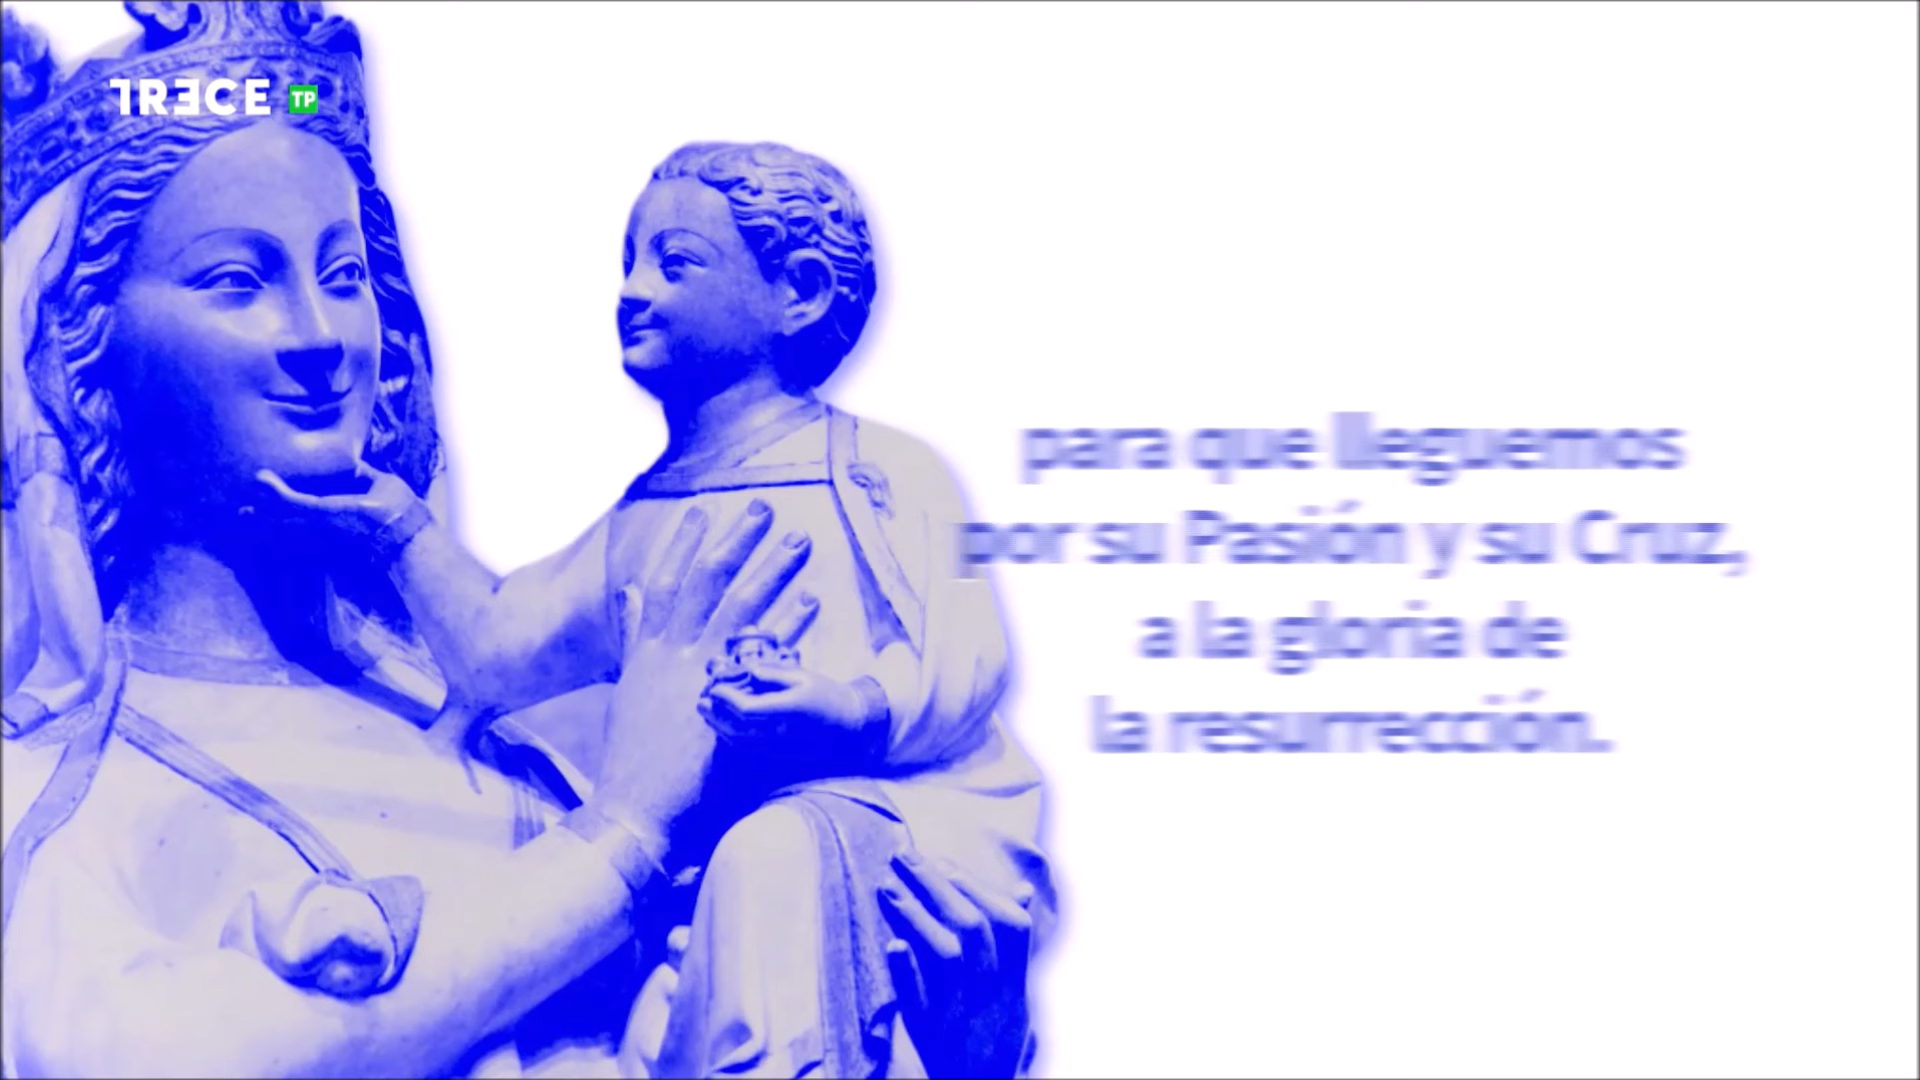 TRECE TP
para que lleguemos
por su Pasión y su Cruz,
a la gloria de
la resurrección.